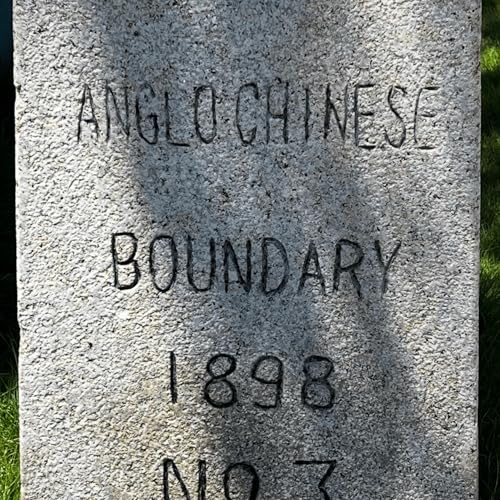 ANGLO-CHINESE
BOUNDARY
1898
No 3